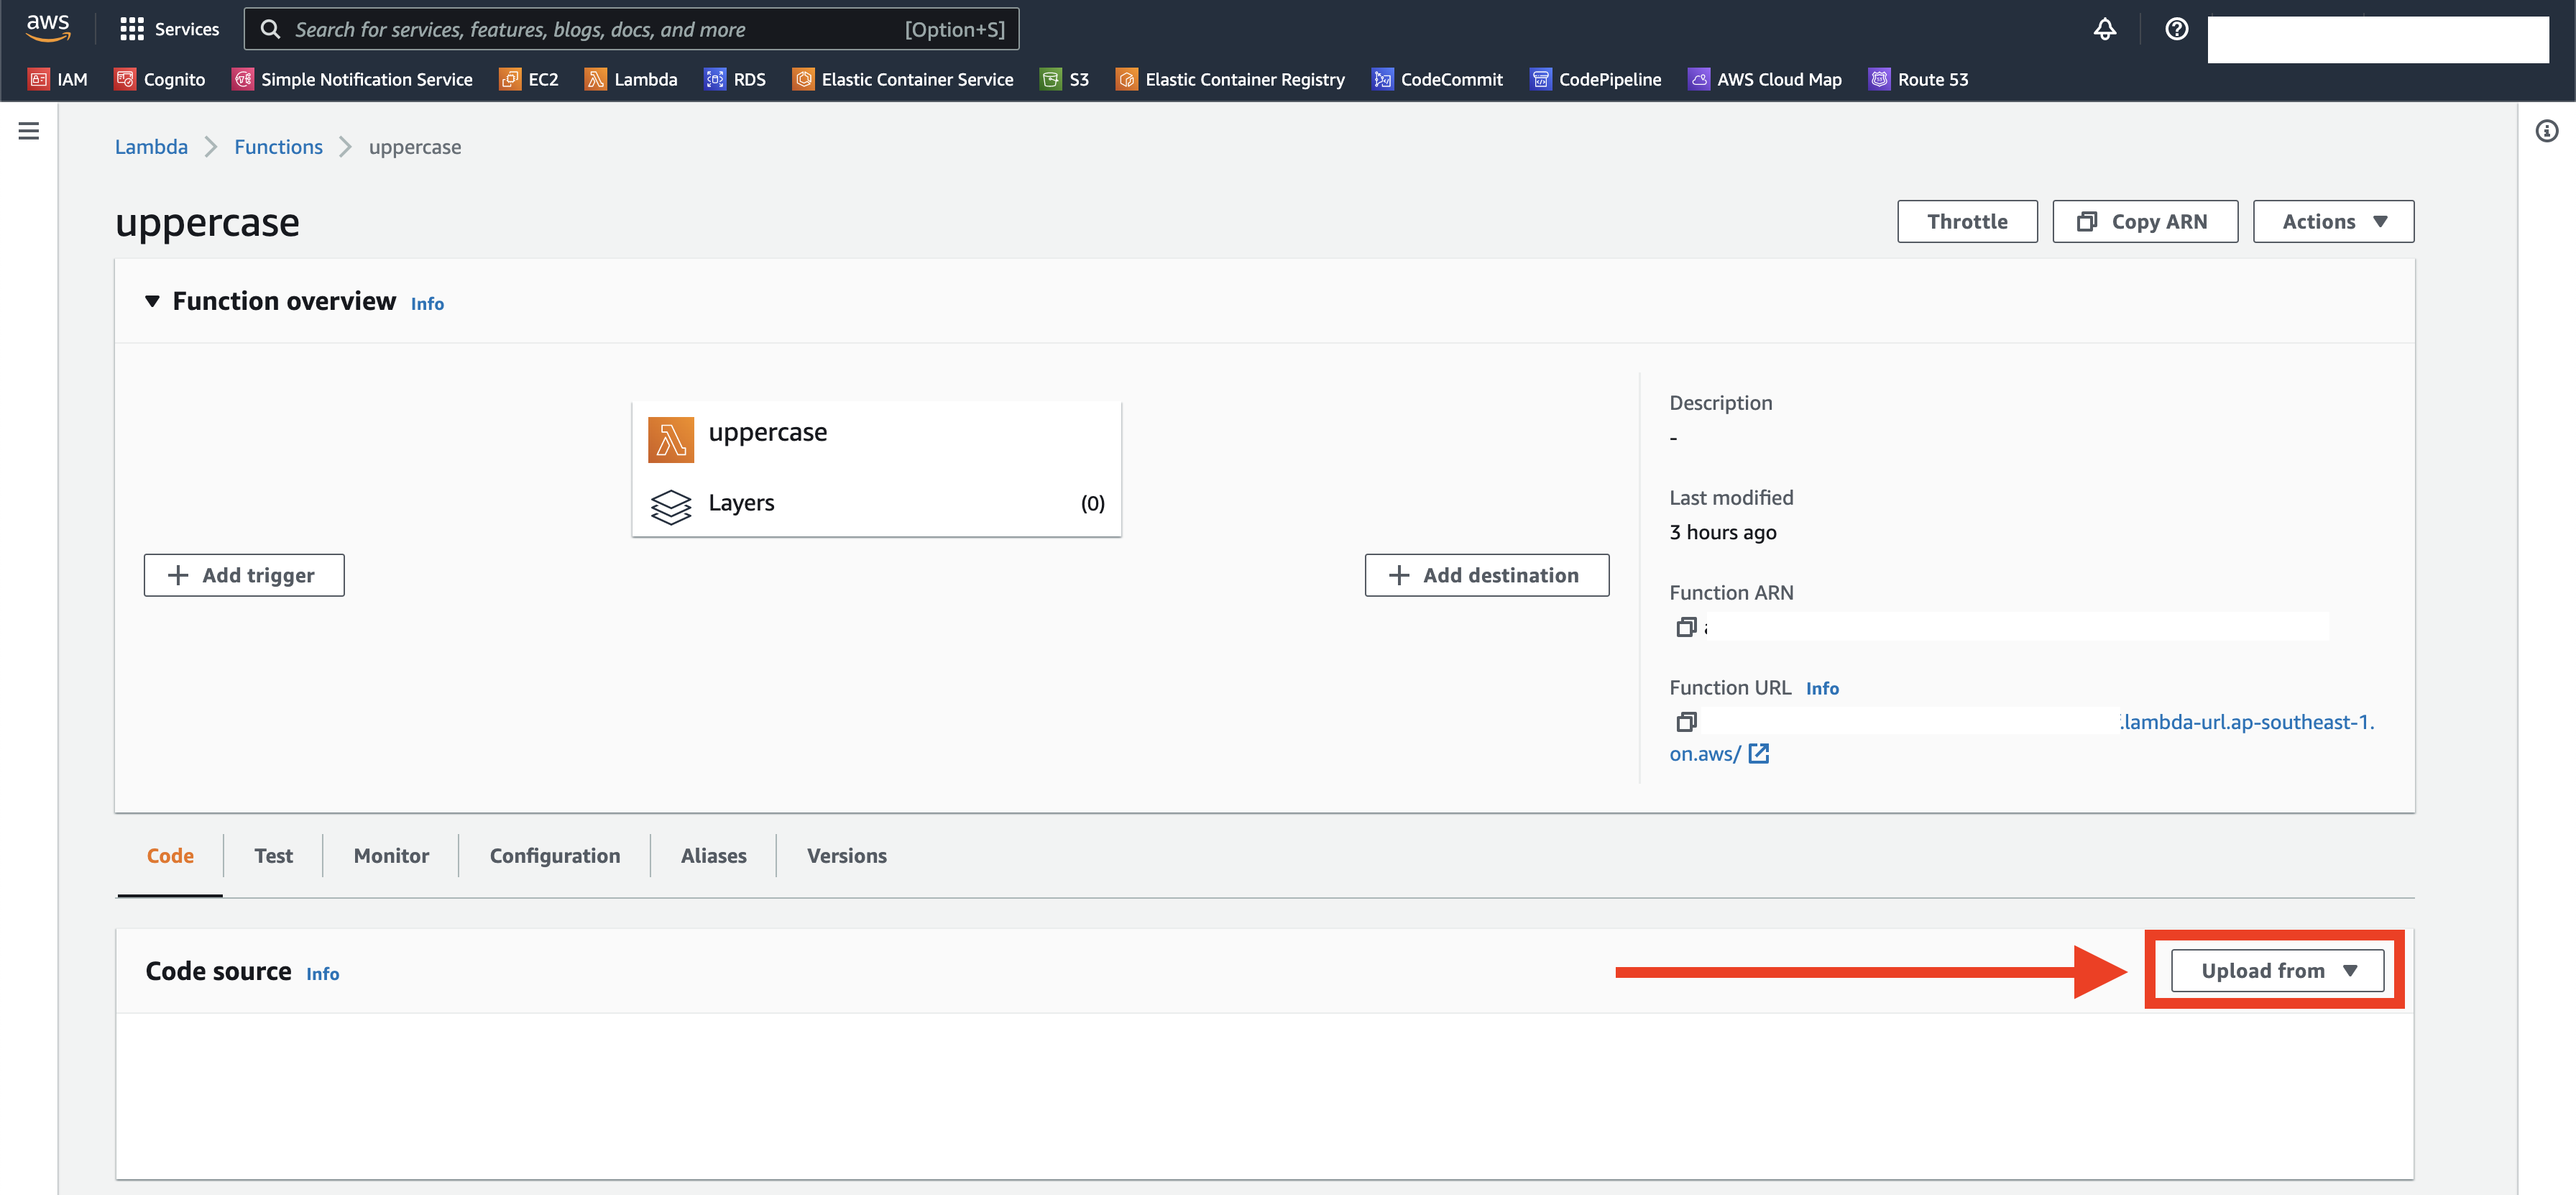 aws
Services
Search for services, features, blogs, docs, and more [Option+S]
IAM Cognito Simple Notification Service EC2 Lambda RDS Elastic Container Service S3 Elastic Container Registry CodeCommit CodePipeline AWS Cloud Map Route 53
Lambda Functions uppercase
uppercase
Throttle Copy ARN Actions
Function overview Info
uppercase
Layers (0)
Add trigger
Add destination
Description
-
Last modified
3 hours ago
Function ARN
Function URL Info
.lambda-url.ap-southeast-1.
on.aws/
Code Test Monitor Configuration Aliases Versions
Code source Info
Upload from